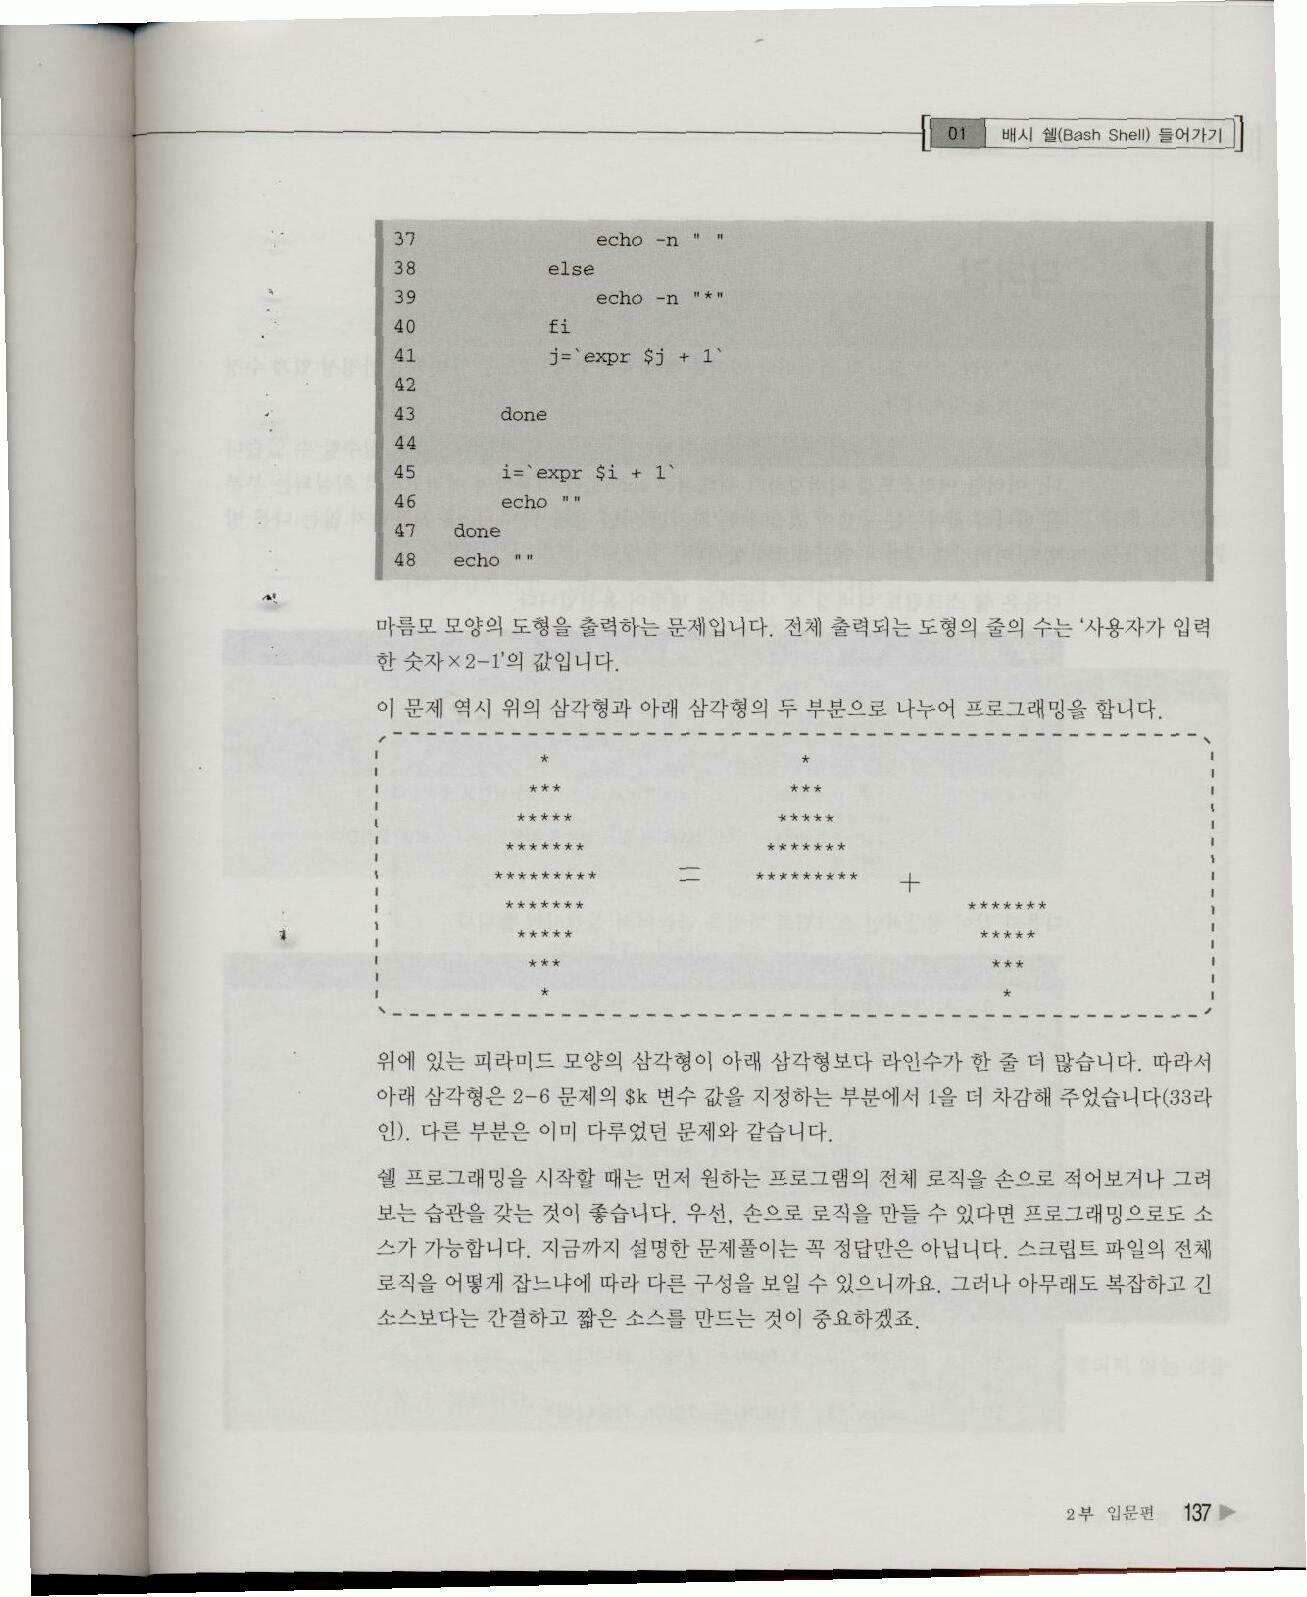 01 배시 쉘(Bash Shell) 들어가기
37 echo -n " "
38 else
39 echo -n "*"
40 fi
41 j=`expr $j + 1`
42
43 done
44
45 i=`expr $i + 1`
46 echo ""
47 done
48 echo ""
마름모 모양의 도형을 출력하는 문제입니다. 전체 출력되는 도형의 줄의 수는 ‘사용자가 입력
한 숫자×2-1’의 값입니다.
이 문제 역시 위의 삼각형과 아래 삼각형의 두 부분으로 나누어 프로그래밍을 합니다.
* *
*** ***
***** *****
******* *******
********* = ********* +
******* *******
***** *****
*** ***
* *
위에 있는 피라미드 모양의 삼각형이 아래 삼각형보다 라인수가 한 줄 더 많습니다. 따라서
아래 삼각형은 2-6 문제의 $k 변수 값을 지정하는 부분에서 1을 더 차감해 주었습니다(33라
인). 다른 부분은 이미 다루었던 문제와 같습니다.
쉘 프로그래밍을 시작할 때는 먼저 원하는 프로그램의 전체 로직을 손으로 적어보거나 그려
보는 습관을 갖는 것이 좋습니다. 우선, 손으로 로직을 만들 수 있다면 프로그래밍으로도 소
스가 가능합니다. 지금까지 설명한 문제풀이는 꼭 정답만은 아닙니다. 스크립트 파일의 전체
로직을 어떻게 잡느냐에 따라 다른 구성을 보일 수 있으니까요. 그러나 아무래도 복잡하고 긴
소스보다는 간결하고 짧은 소스를 만드는 것이 중요하겠죠.
2부 입문편 137